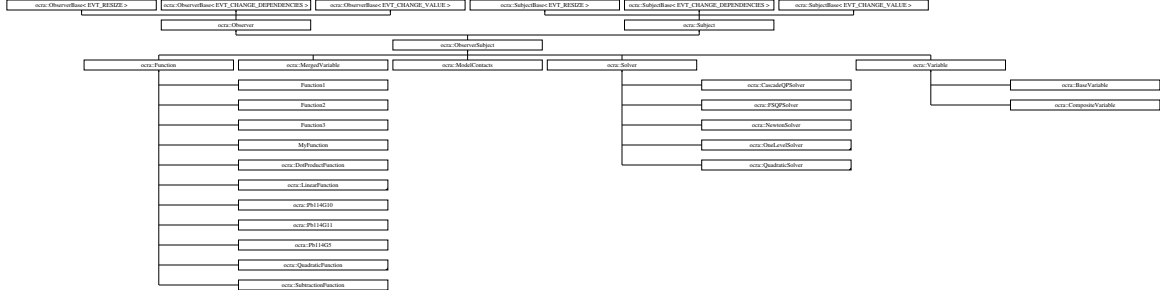 ocra::ObserverBase< EVT_RESIZE >
ocra::ObserverBase< EVT_CHANGE_DEPENDENCIES >
ocra::ObserverBase< EVT_CHANGE_VALUE >
ocra::SubjectBase< EVT_RESIZE >
ocra::SubjectBase< EVT_CHANGE_DEPENDENCIES >
ocra::SubjectBase< EVT_CHANGE_VALUE >
ocra::Observer
ocra::Subject
ocra::ObserverSubject
ocra::Function
ocra::MergedVariable
ocra::ModelContacts
ocra::Solver
ocra::Variable
Function1
ocra::CascadeQPSolver
ocra::BaseVariable
Function2
ocra::FSQPSolver
ocra::CompositeVariable
Function3
ocra::NewtonSolver
MyFunction
ocra::OneLevelSolver
ocra::DotProductFunction
ocra::QuadraticSolver
ocra::LinearFunction
ocra::Pb114G10
ocra::Pb114G11
ocra::Pb114G5
ocra::QuadraticFunction
ocra::SubtractionFunction